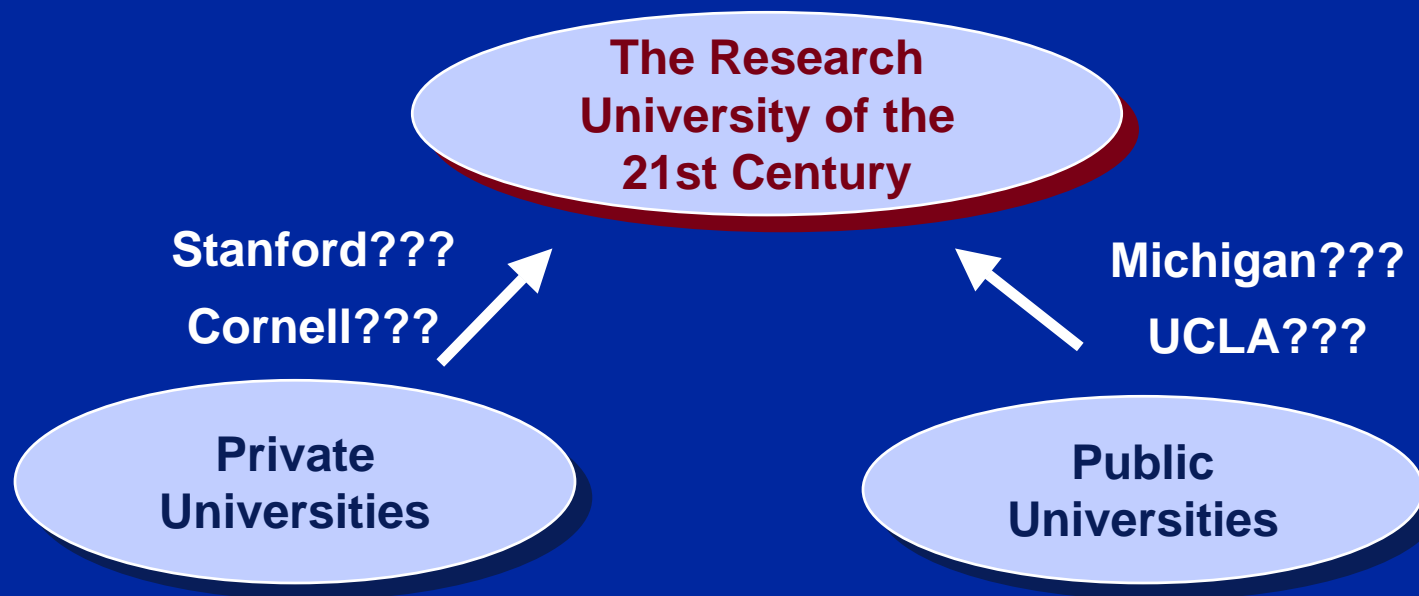 The Research
University of the
21st Century
Stanford???
Cornell???
Michigan???
UCLA???
Private
Universities
Public
Universities